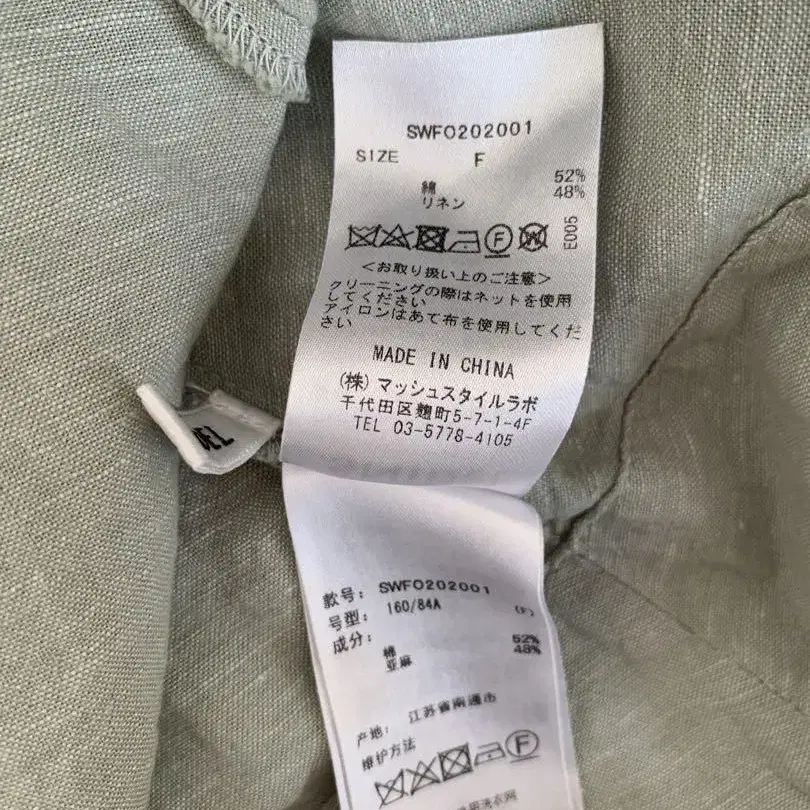 SWFO202001
SIZE F
綿 52%
リネン 48%
E005
<お取り扱い上のご注意>
クリーニングの際はネットを使用
してください
アイロンはあて布を使用してくだ
さい
MADE IN CHINA
(株)マッシュスタイルラボ
千代田区麹町5-7-1-4F
TEL 03-5778-4105
DEL
款号: SWFO202001
号型: 160/84A (F)
成分:
棉 52%
亚麻 48%
产地: 江苏省南通市
维护方法
用洗衣网